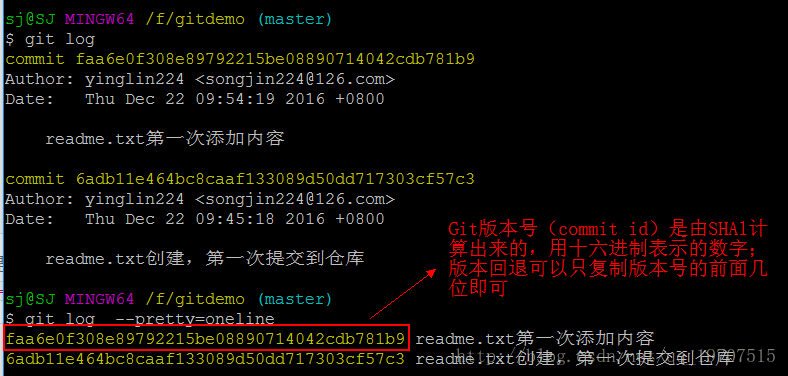 sj@SJ MINGW64 /f/gitdemo (master)
$ git log
commit faa6e0f308e89792215be08890714042cdb781b9
Author: yinglin224 <songjin224@126.com>
Date:   Thu Dec 22 09:54:19 2016 +0800
readme.txt第一次添加内容
commit 6adb11e464bc8caaf133089d50dd717303cf57c3
Author: yinglin224 <songjin224@126.com>
Date:   Thu Dec 22 09:45:18 2016 +0800
readme.txt创建，第一次提交到仓库
Git版本号（commit id）是由SHA1计
算出来的，用十六进制表示的数字；
版本回退可以只复制版本号的前面几
位即可
sj@SJ MINGW64 /f/gitdemo (master)
$ git log  --pretty=oneline
faa6e0f308e89792215be08890714042cdb781b9 readme.txt第一次添加内容
6adb11e464bc8caaf133089d50dd717303cf57c3 readme.txt创建，第一次提交到仓库